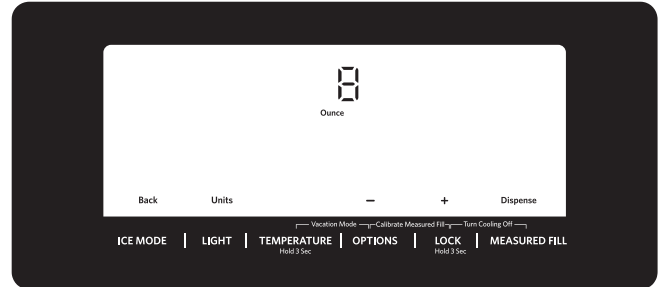 8
Ounce
Back Units − + Dispense
Vacation Mode Calibrate Measured Fill Turn Cooling Off
ICE MODE | LIGHT | TEMPERATURE | OPTIONS | LOCK | MEASURED FILL
Hold 3 Sec Hold 3 Sec